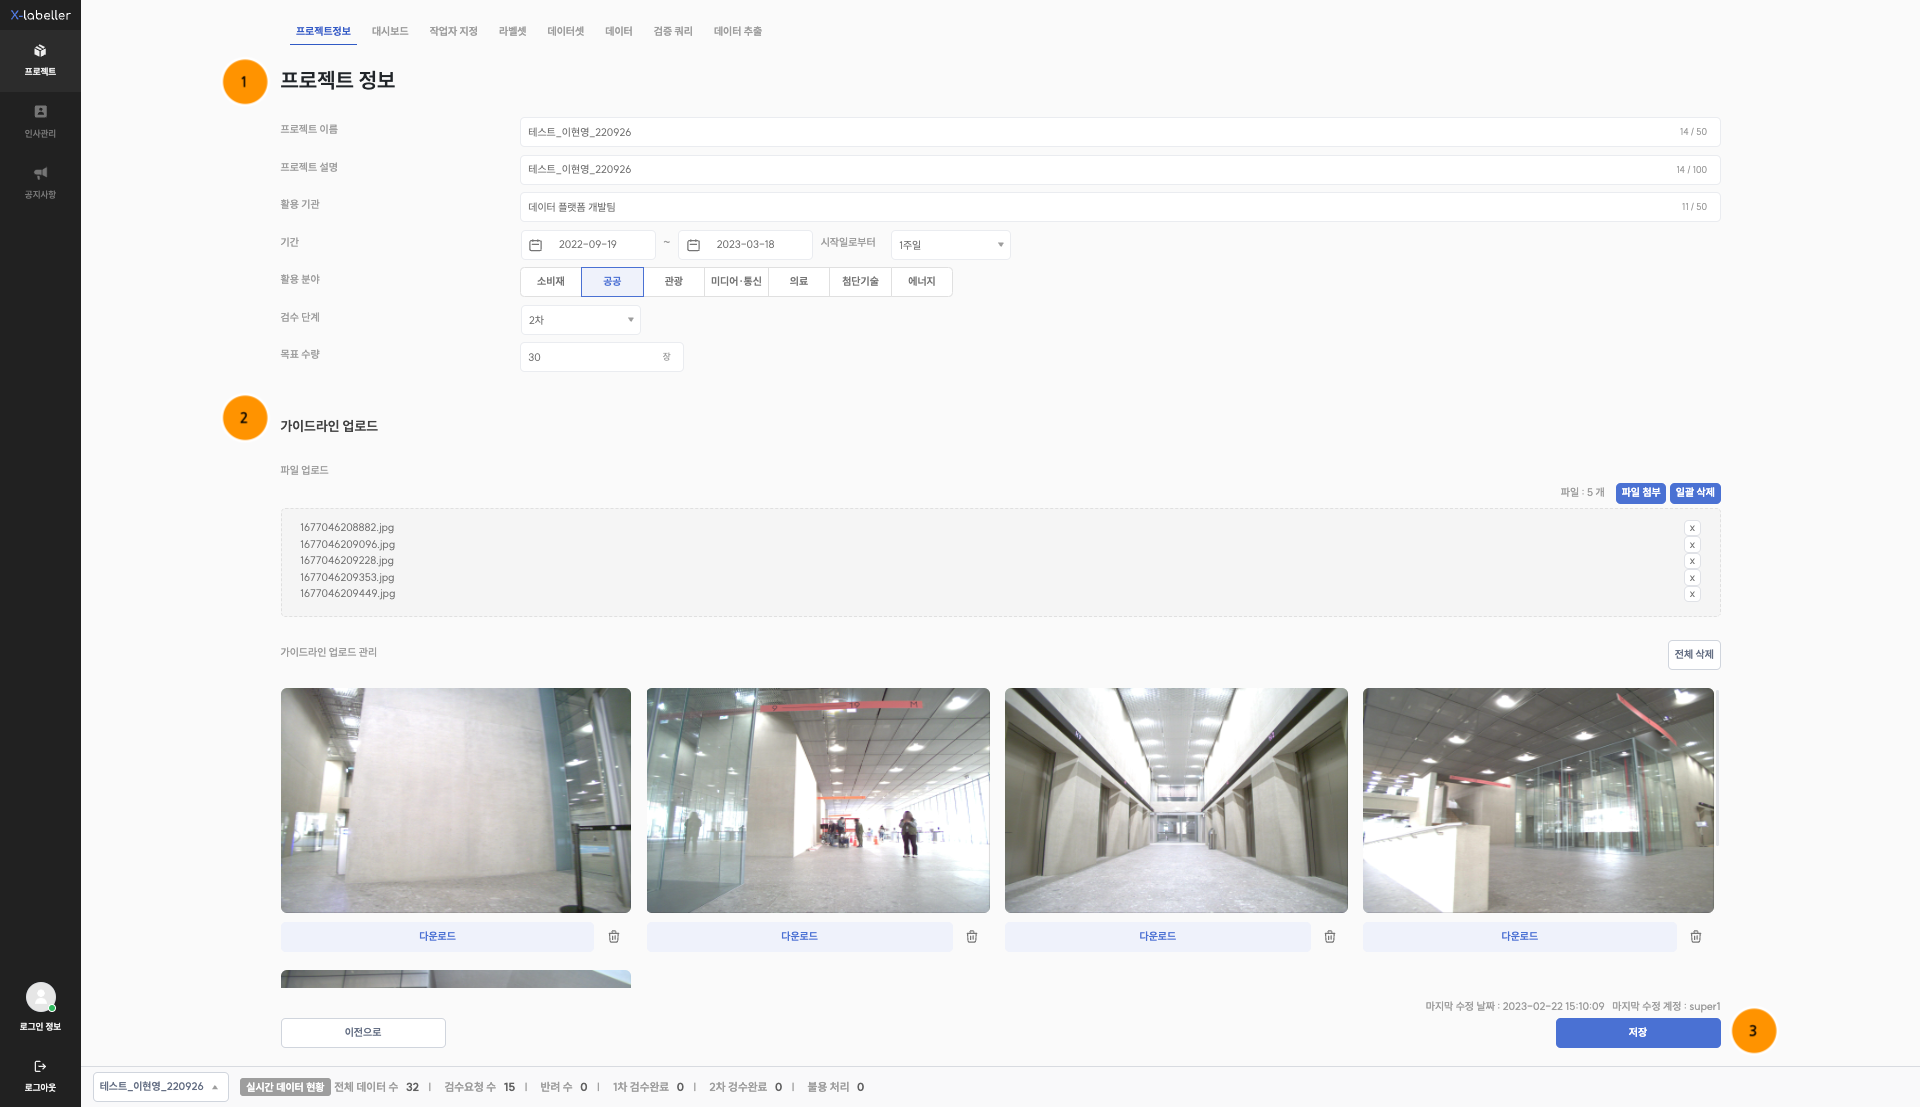 X-labeller
프로젝트
인사관리
공지사항
로그인 정보
로그아웃
프로젝트정보 대시보드 작업자 지정 라벨셋 데이터셋 데이터 검증 쿼리 데이터 추출
1 프로젝트 정보
프로젝트 이름 테스트_이현영_220926 14 / 50
프로젝트 설명 테스트_이현영_220926 14 / 100
활용 기관 데이터 플랫폼 개발팀 11 / 50
기간 2022-09-19 ~ 2023-03-18 시작일로부터 1주일
활용 분야 소비재 공공 관광 미디어·통신 의료 첨단기술 에너지
검수 단계 2차
목표 수량 30 장
2 가이드라인 업로드
파일 업로드
파일 : 5 개 파일 첨부 일괄 삭제
1677046208882.jpg x
1677046209096.jpg x
1677046209228.jpg x
1677046209353.jpg x
1677046209449.jpg x
가이드라인 업로드 관리 전체 삭제
9 10 M
다운로드 다운로드 다운로드 다운로드
마지막 수정 날짜 : 2023-02-22 15:10:09 마지막 수정 계정 : super1
이전으로 저장 3
테스트_이현영_220926 실시간 데이터 현황 전체 데이터 수 32 | 검수요청 수 15 | 반려 수 0 | 1차 검수완료 0 | 2차 검수완료 0 | 불용 처리 0